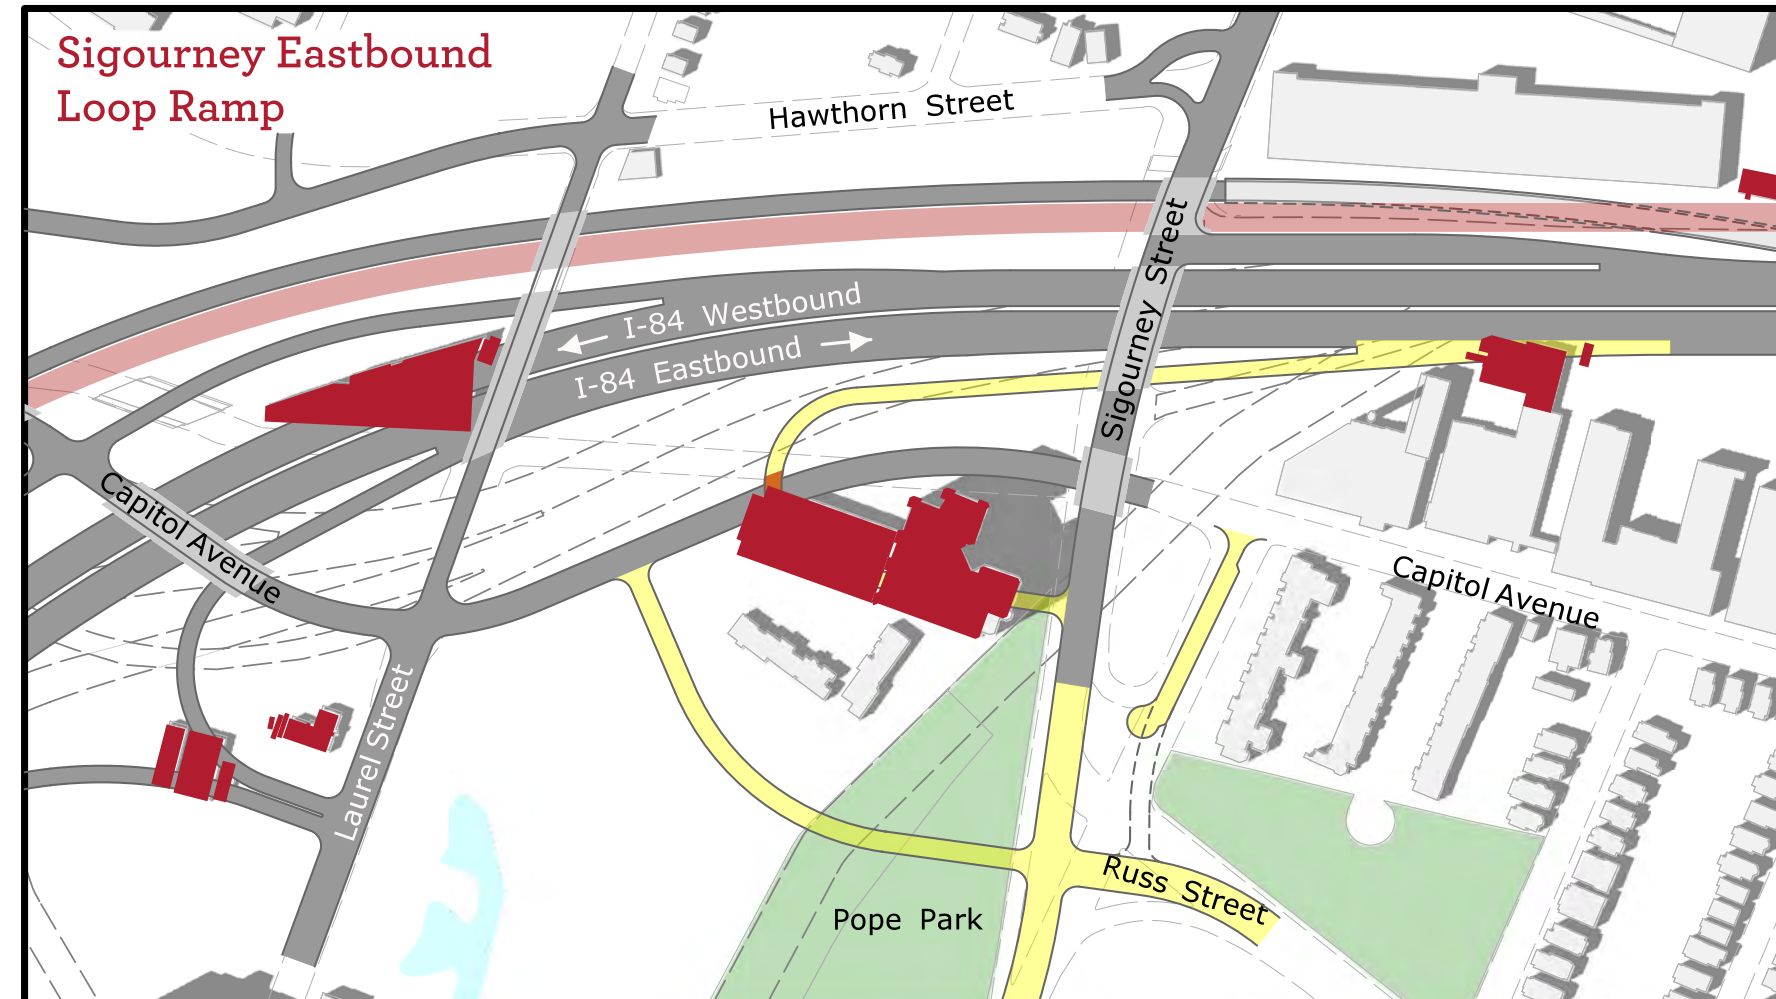 Sigourney Eastbound
Loop Ramp
Hawthorn Street
Sigourney Street
I-84 Westbound
I-84 Eastbound
Capitol Avenue
Capitol Avenue
Laurel Street
Russ Street
Pope Park